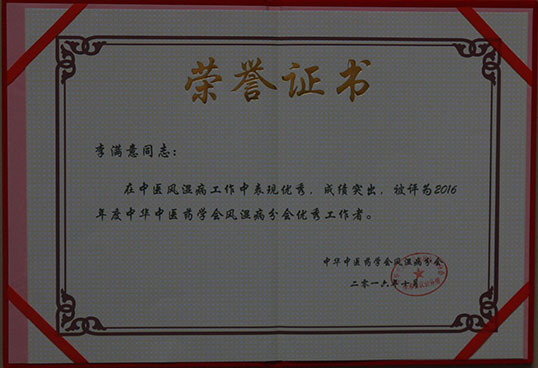 荣誉证书
李满意同志：
在中医风湿病工作中表现优秀，成绩突出，被评为2016
年度中华中医药学会风湿病分会优秀工作者。
中华中医药学会风湿病分会
二零一六年十月